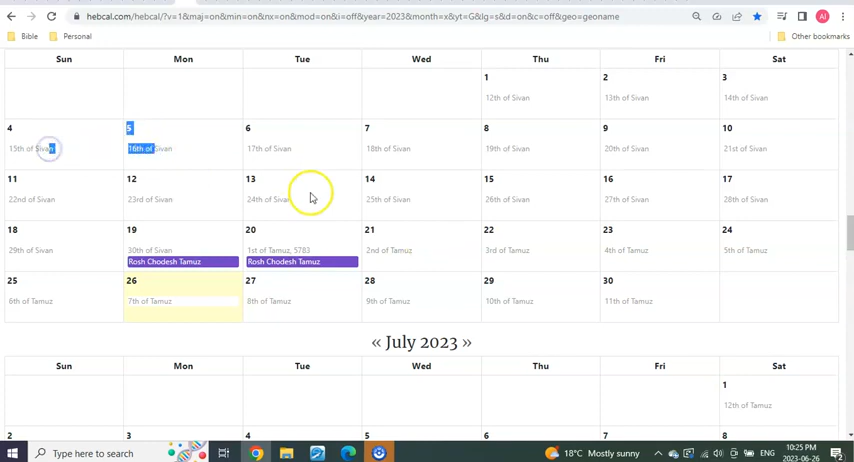 hebcal.com/hebcal/?v=1&maj=on&min=on&nx=on&mod=on&i=off&year=2023&month=x&yt=G&lg=s&d=on&c=off&geo=geoname
AI
Bible Personal Other bookmarks
Sun Mon Tue Wed Thu Fri Sat
1 2 3
12th of Sivan 13th of Sivan 14th of Sivan
4 5 6 7 8 9 10
15th of Sivan 16th of Sivan 17th of Sivan 18th of Sivan 19th of Sivan 20th of Sivan 21st of Sivan
11 12 13 14 15 16 17
22nd of Sivan 23rd of Sivan 24th of Sivan 25th of Sivan 26th of Sivan 27th of Sivan 28th of Sivan
18 19 20 21 22 23 24
29th of Sivan 30th of Sivan 1st of Tamuz, 5783 2nd of Tamuz 3rd of Tamuz 4th of Tamuz 5th of Tamuz
Rosh Chodesh Tamuz Rosh Chodesh Tamuz
25 26 27 28 29 30
6th of Tamuz 7th of Tamuz 8th of Tamuz 9th of Tamuz 10th of Tamuz 11th of Tamuz
« July 2023 »
Sun Mon Tue Wed Thu Fri Sat
1
12th of Tamuz
2 3 4 5 6 7 8
Type here to search 18°C Mostly sunny ENG 10:25 PM
2023-06-26
2